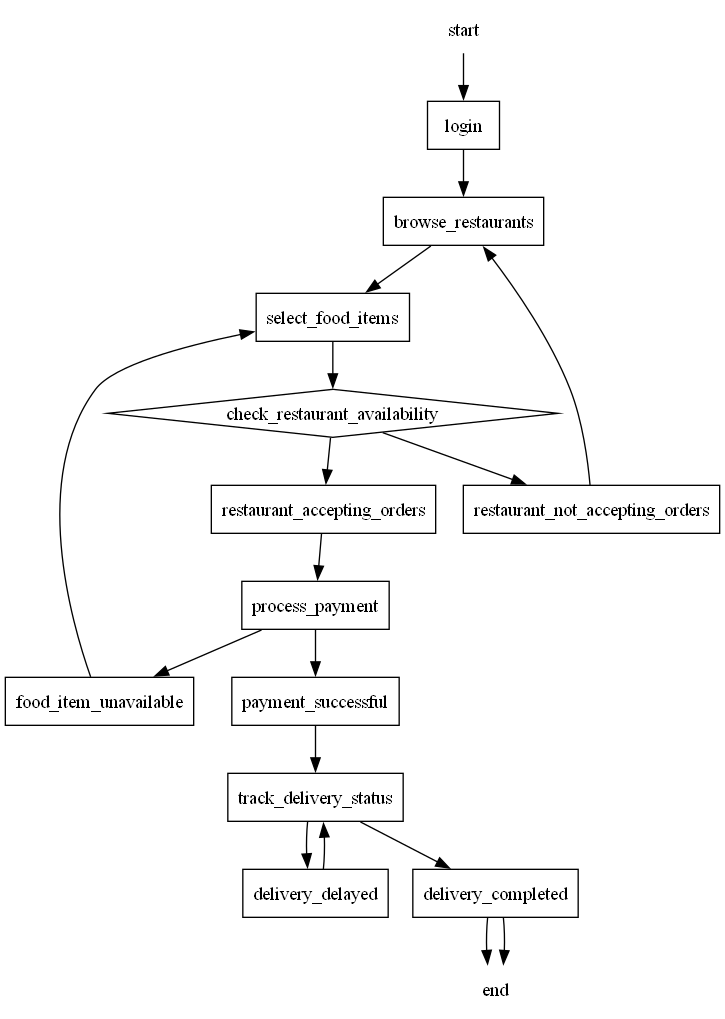 start
login
browse_restaurants
select_food_items
check_restaurant_availability
restaurant_accepting_orders
restaurant_not_accepting_orders
process_payment
food_item_unavailable
payment_successful
track_delivery_status
delivery_delayed
delivery_completed
end